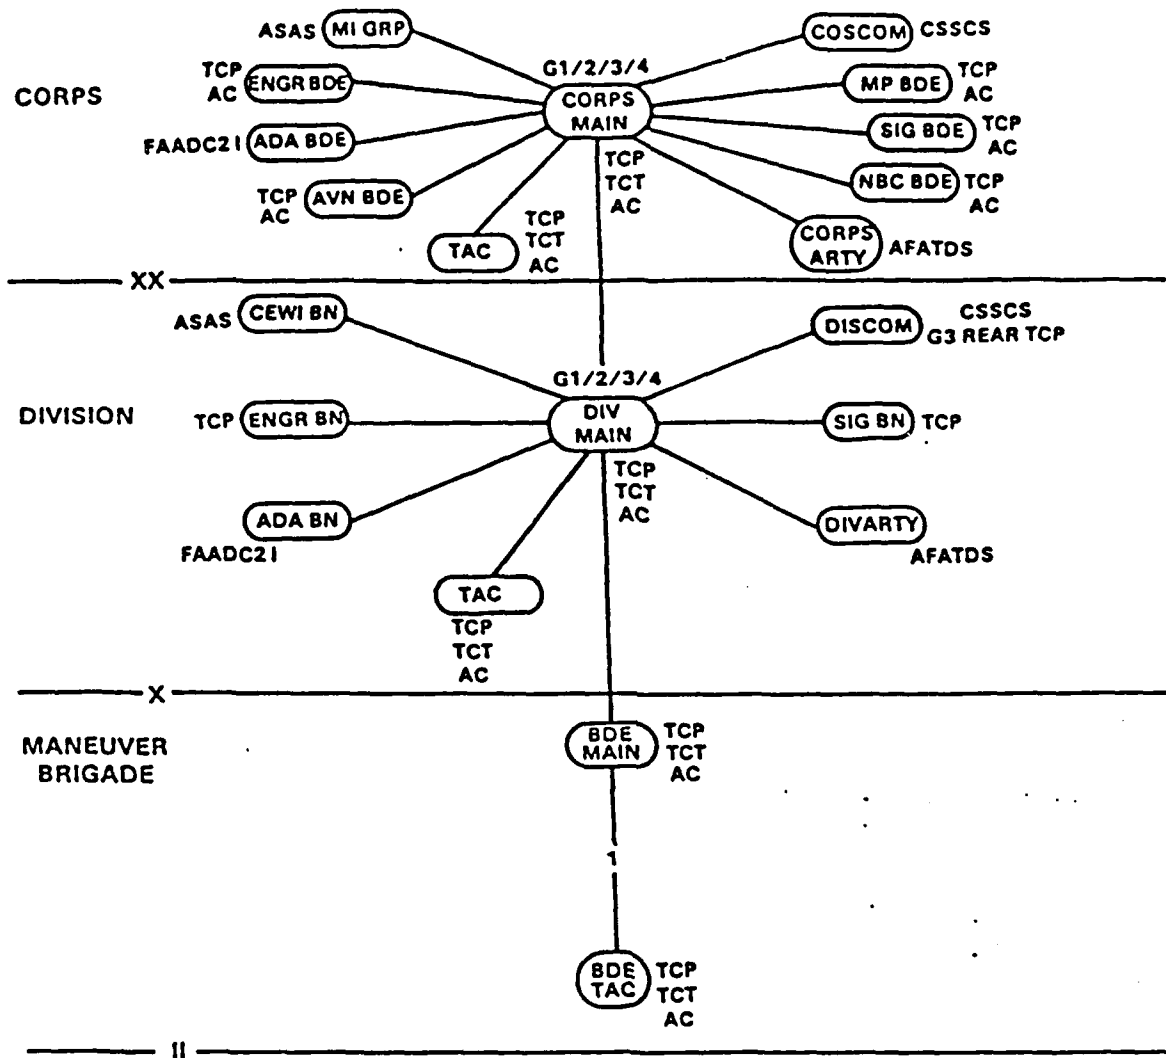 ASAS MI GRP
COSCOM CSSCS
G1/2/3/4
CORPS
TCP
AC
ENGR BDE
CORPS
MAIN
MP BDE
TCP
AC
FAADC2I ADA BDE
SIG BDE
TCP
AC
TCP
TCT
AC
TCP
AC
AVN BDE
NBC BDE
TCP
AC
TAC
TCP
TCT
AC
CORPS
ARTY
AFATDS
XX
ASAS CEWI BN
DISCOM
CSSCS
G3 REAR TCP
G1/2/3/4
DIVISION
TCP ENGR BN
DIV
MAIN
SIG BN TCP
TCP
TCT
AC
ADA BN
FAADC2I
DIVARTY
AFATDS
TAC
TCP
TCT
AC
X
MANEUVER
BRIGADE
BDE
MAIN
TCP
TCT
AC
1
BDE
TAC
TCP
TCT
AC
II